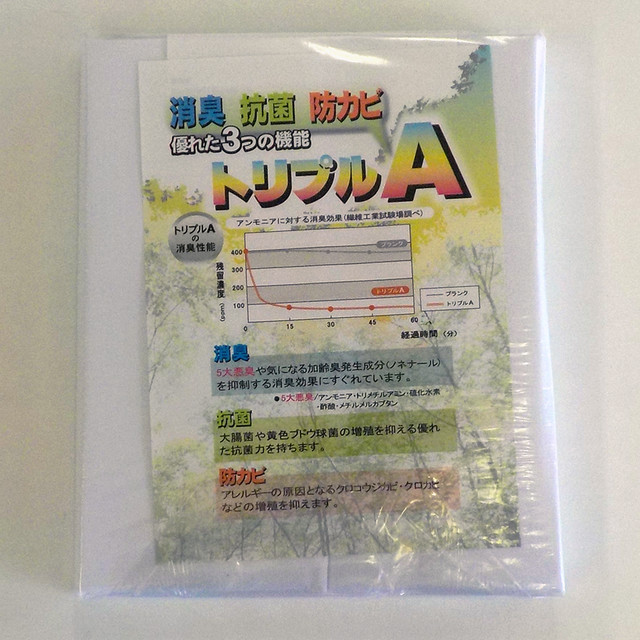 消臭 抗菌 防カビ
優れた3つの機能
トリプルA
アンモニアに対する消臭効果(繊維工業試験場調べ)
トリプルA
の
消臭性能
残留濃度
(ppm)
400
300
200
100
0
15
30
45
60
経過時間(分)
ブランク
トリプルA
ブランク
トリプルA
消臭
5大悪臭や気になる加齢臭発生成分(ノネナール)
を抑制する消臭効果にすぐれています。
●5大悪臭/アンモニア・トリメチルアミン・硫化水素
・酢酸・メチルメルカプタン
抗菌
大腸菌や黄色ブドウ球菌の増殖を抑える優れ
た抗菌力を持ちます。
防カビ
アレルギーの原因となるクロコウジカビ・クロカビ
などの増殖を抑えます。